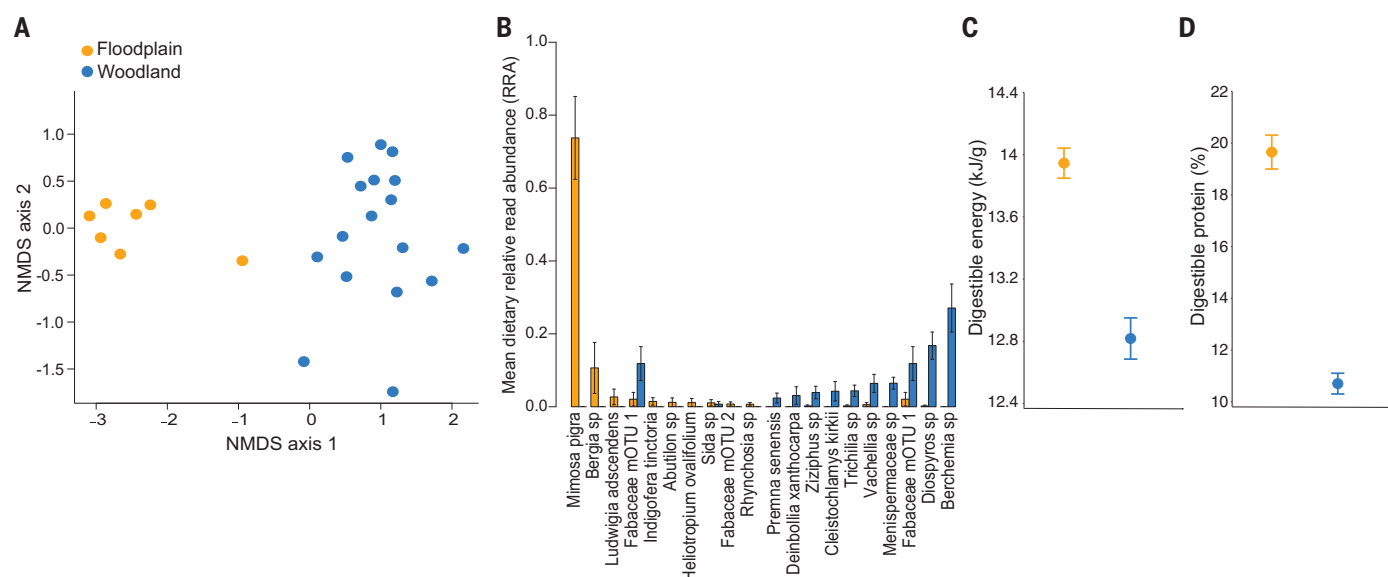 A
Floodplain
Woodland
NMDS axis 2
1.0
0.5
0.0
-0.5
-1.0
-1.5
−3
−2
-1
0
1
2
NMDS axis 1
B
Mean dietary relative read abundance (RRA)
1.0
0.8
0.6
0.4
0.2
0.0
Mimosa pigra
Bergia sp
Ludwigia adscendens
Fabaceae mOTU 1
Indigofera tinctoria
Abutilon sp
Heliotropium ovalifolium
Sida sp
Fabaceae mOTU 2
Rhynchosia sp
Premna senensis
Deinbollia xanthocarpa
Ziziphus sp
Cleistochlamys kirkii
Trichilia sp
Vachellia sp
Menispermaceae sp
Fabaceae mOTU 1
Diospyros sp
Berchemia sp
C
Digestible energy (kJ/g)
14.4
14
13.6
13.2
12.8
12.4
D
Digestible protein (%)
22
20
18
16
14
12
10